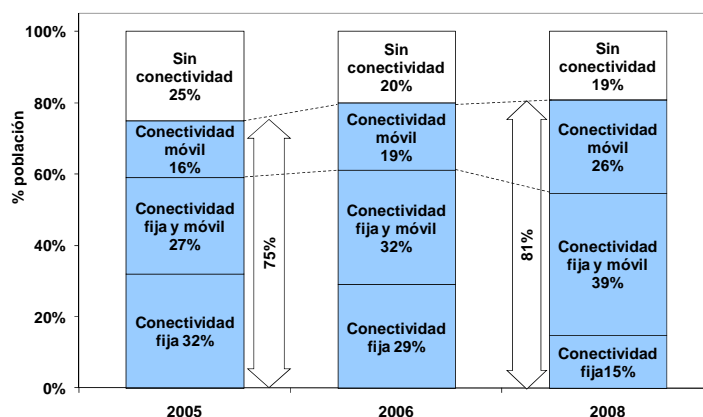 100%
80%
60%
40%
20%
0%
% población
Sin
conectividad
25%
Conectividad
móvil
16%
Conectividad
fija y móvil
27%
Conectividad
fija 32%
75%
Sin
conectividad
20%
Conectividad
móvil
19%
Conectividad
fija y móvil
32%
Conectividad
fija 29%
81%
Sin
conectividad
19%
Conectividad
móvil
26%
Conectividad
fija y móvil
39%
Conectividad
fija15%
2005
2006
2008